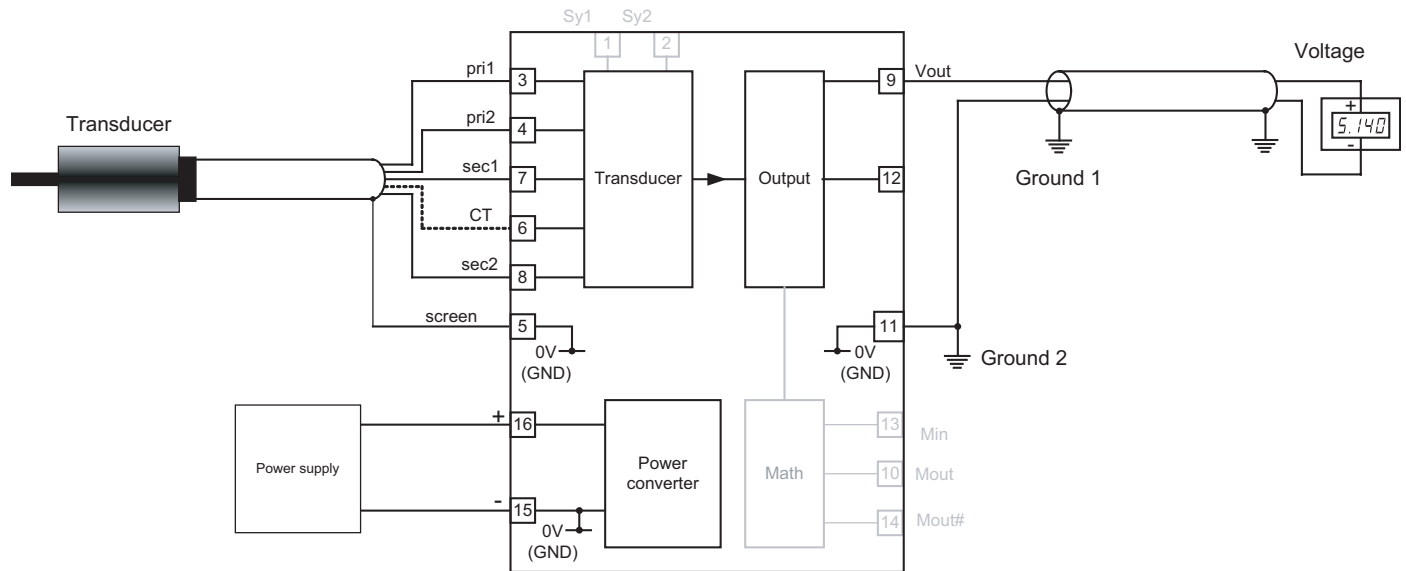 Sy1 Sy2
1 2
Voltage
pri1 3
9 Vout
+
5.140
-
Transducer
pri2 4
sec1 7
Transducer
Output
12
Ground 1
CT 6
sec2 8
screen 5
11
0V
(GND)
0V
(GND)
Ground 2
+ 16
13 Min
Power supply
Power
converter
Math
10 Mout
- 15
14 Mout#
0V
(GND)